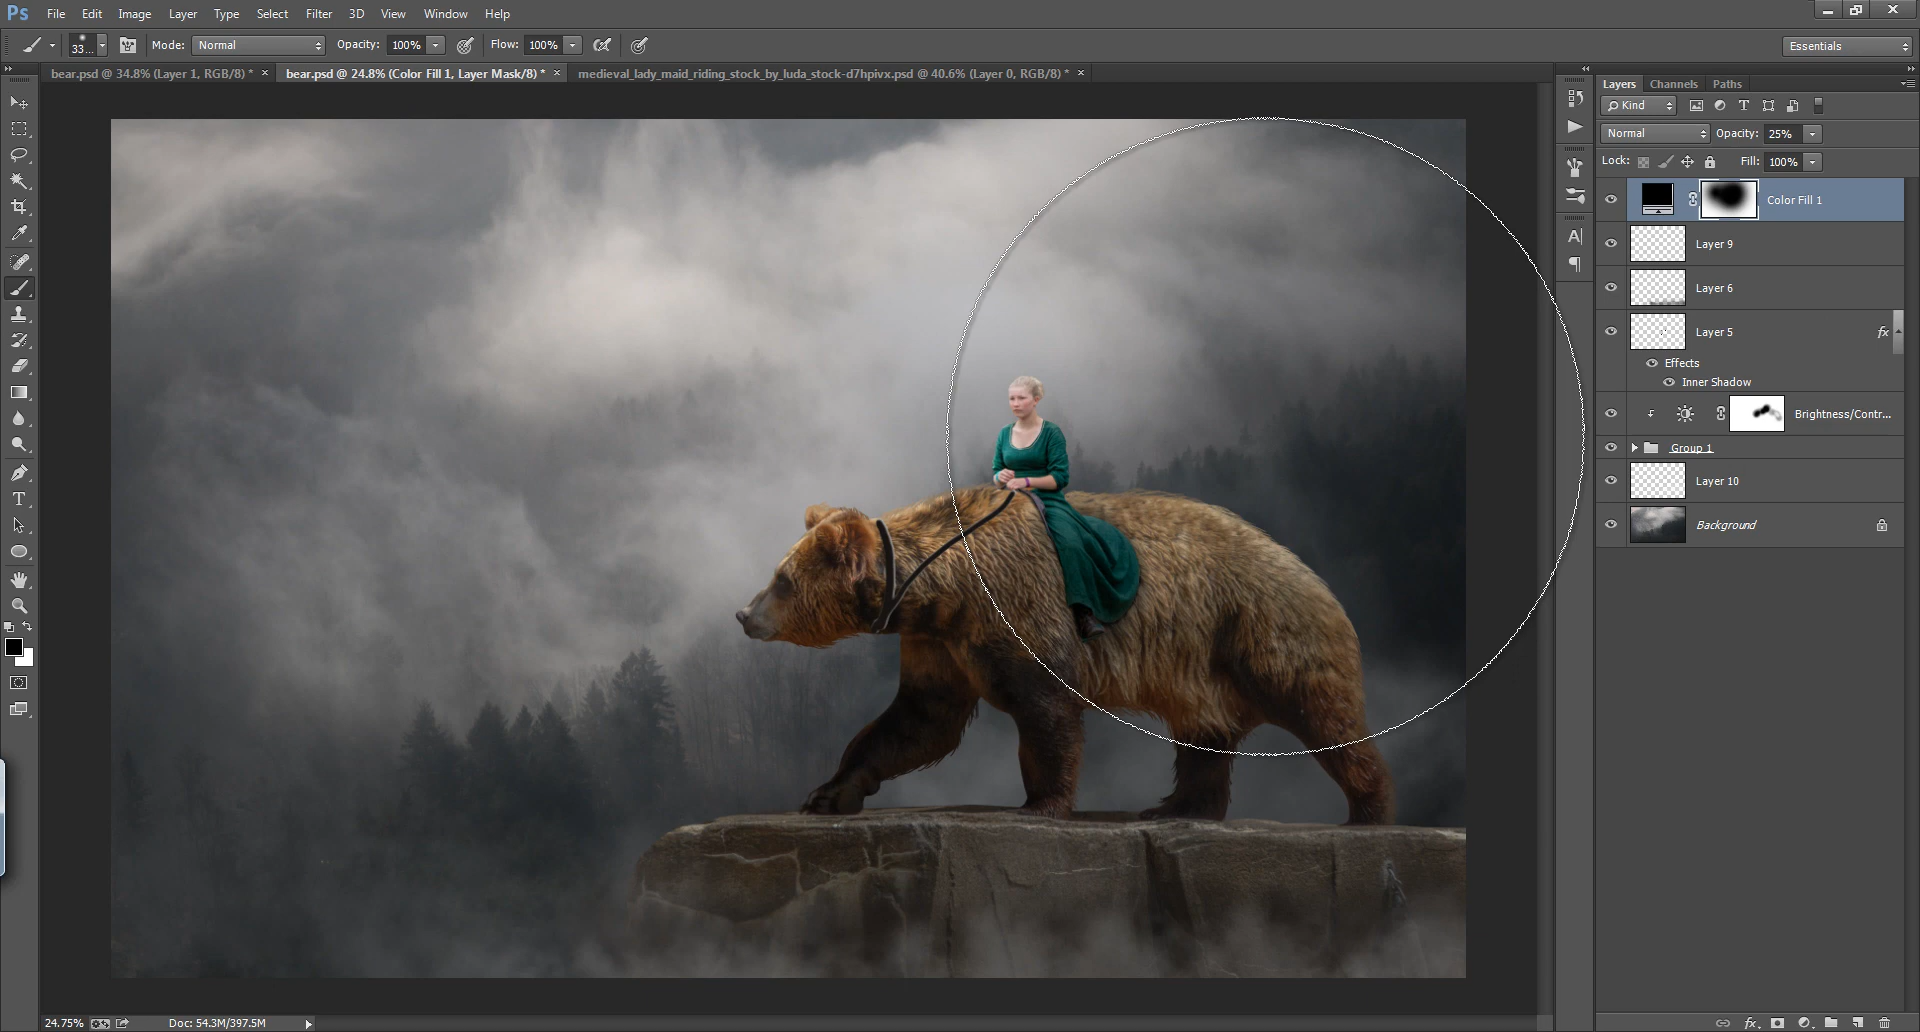 Ps File Edit Image Layer Type Select Filter 3D View Window Help
33... Mode: Normal Opacity: 100% Flow: 100% Essentials
bear.psd @ 34.8% (Layer 1, RGB/8) * × bear.psd @ 24.8% (Color Fill 1, Layer Mask/8) * × medieval_lady_maid_riding_stock_by_luda_stock-d7hpivx.psd @ 40.6% (Layer 0, RGB/8) * ×
Layers Channels Paths
Kind
Normal Opacity: 25%
Lock: Fill: 100%
Color Fill 1
Layer 9
Layer 6
Layer 5 fx
Effects
Inner Shadow
Brightness/Contr...
Group 1
Layer 10
Background
24.75% Doc: 54.3M/397.5M